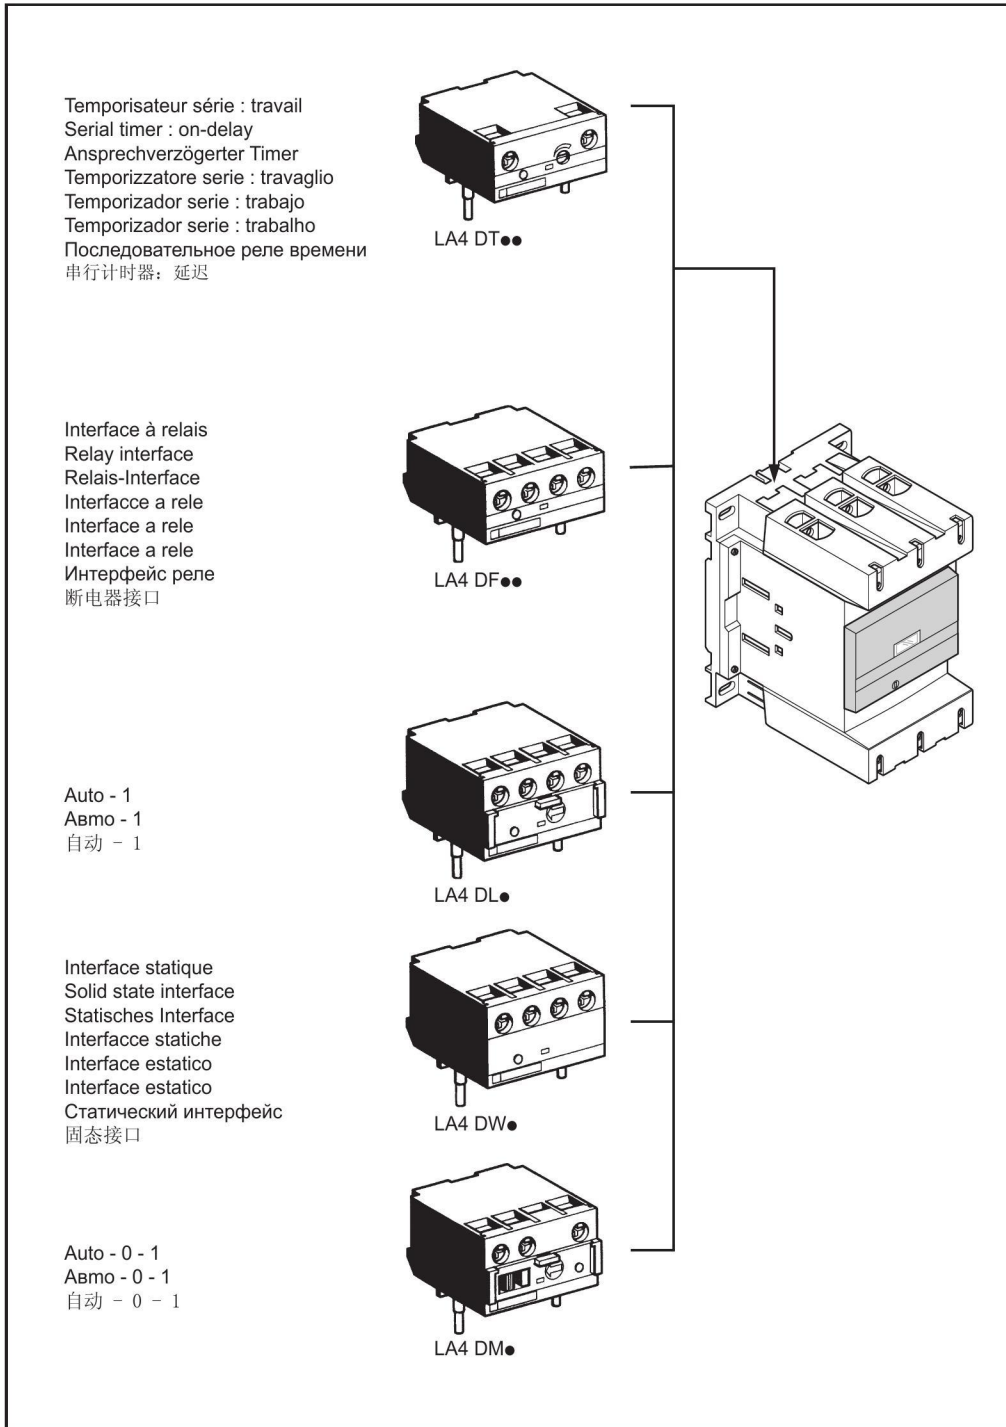 Temporisateur série : travail
Serial timer : on-delay
Ansprechverzögerter Timer
Temporizzatore serie : travaglio
Temporizador serie : trabajo
Temporizador serie : trabalho
Последовательное реле времени
串行计时器：延迟
LA4 DT●●
Interface à relais
Relay interface
Relais-Interface
Interfacce a rele
Interface a rele
Interface a rele
Интерфейс реле
断电器接口
LA4 DF●●
Auto - 1
Авто - 1
自动 - 1
LA4 DL●
Interface statique
Solid state interface
Statisches Interface
Interfacce statiche
Interface estatico
Interface estatico
Статический интерфейс
固态接口
LA4 DW●
Auto - 0 - 1
Авто - 0 - 1
自动 - 0 - 1
LA4 DM●